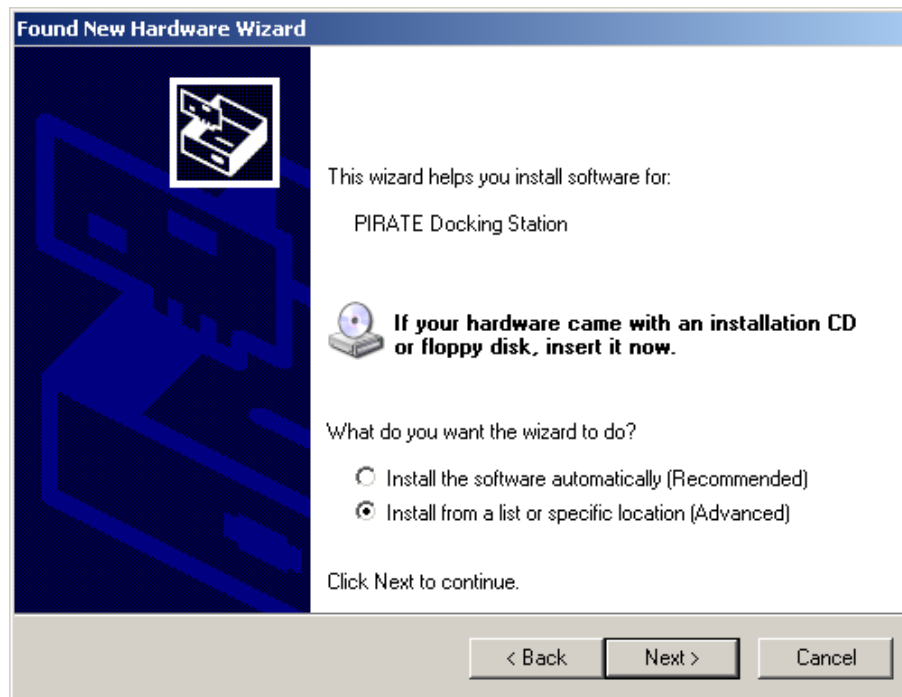 Found New Hardware Wizard
This wizard helps you install software for:
PIRATE Docking Station
If your hardware came with an installation CD
or floppy disk, insert it now.
What do you want the wizard to do?
Install the software automatically (Recommended)
Install from a list or specific location (Advanced)
Click Next to continue.
< Back Next > Cancel